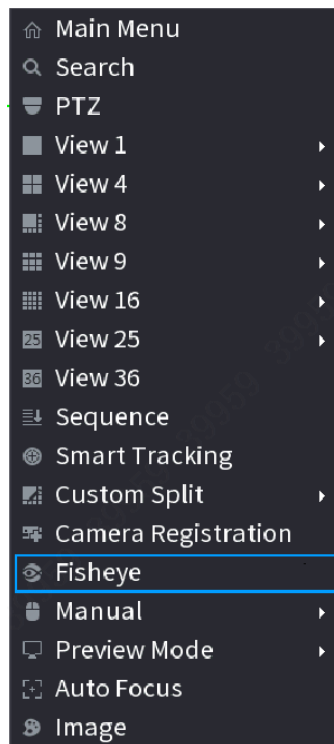 Main Menu
Search
PTZ
View 1
View 4
View 8
View 9
View 16
25 View 25
36 View 36
Sequence
Smart Tracking
Custom Split
Camera Registration
Fisheye
Manual
Preview Mode
Auto Focus
Image